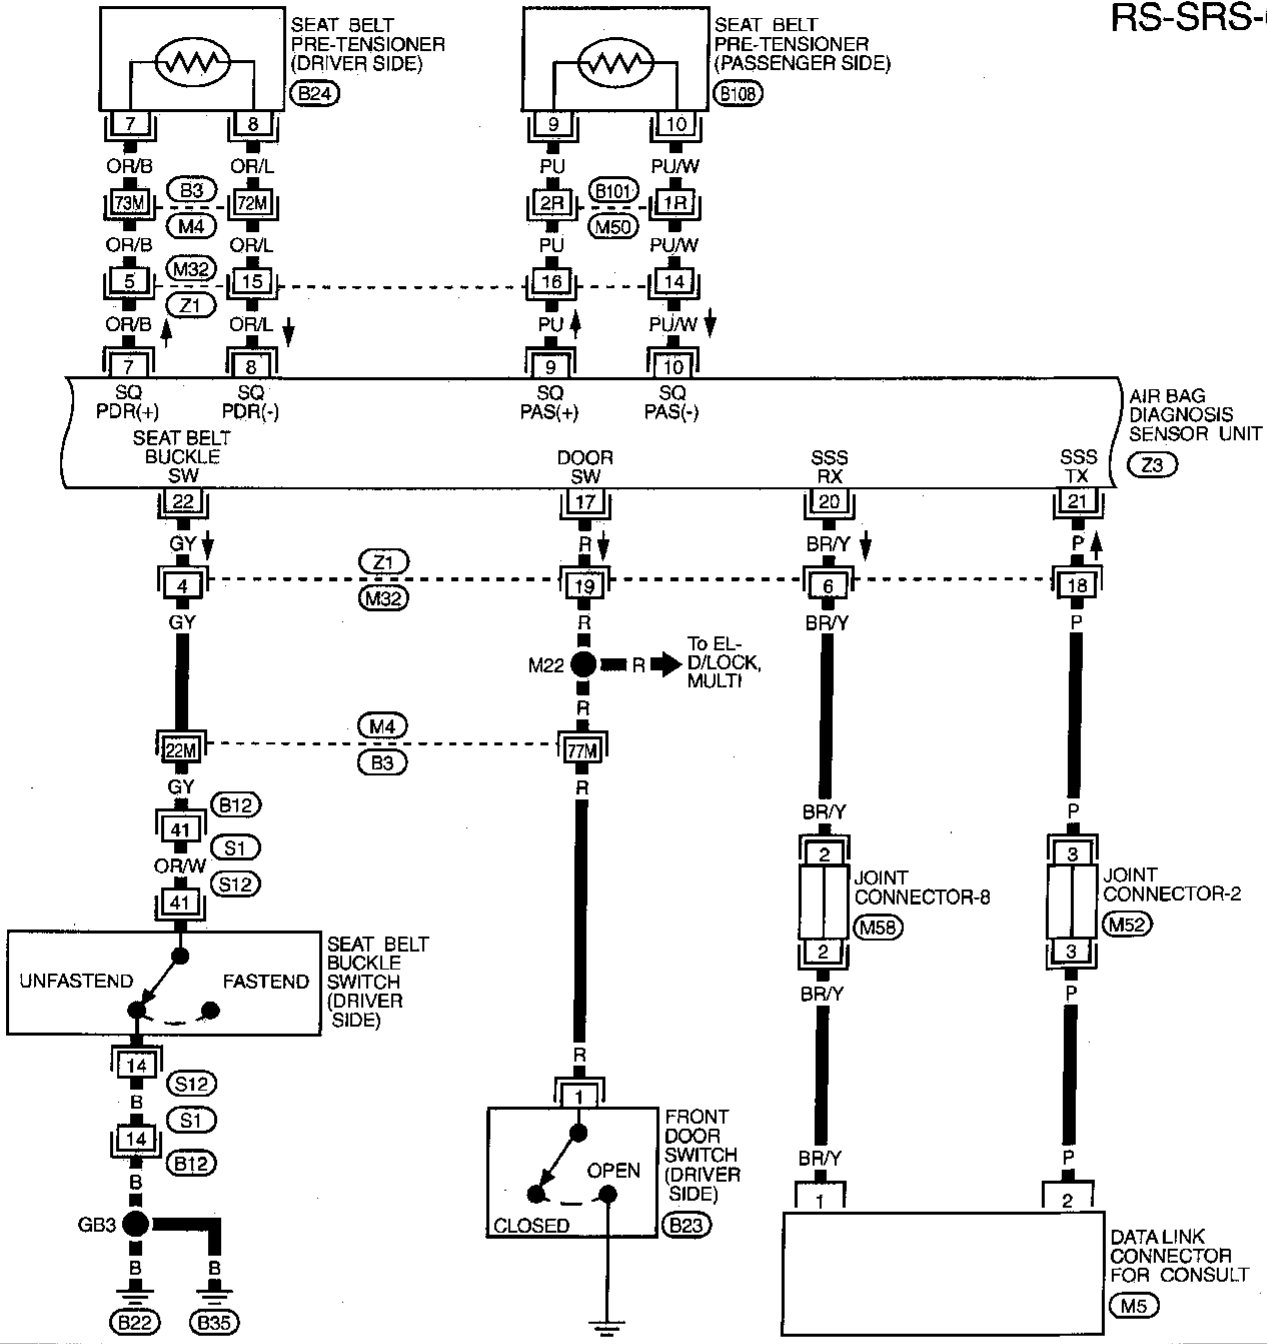 RS-SRS-
SEAT BELT
PRE-TENSIONER
(DRIVER SIDE)
B24
SEAT BELT
PRE-TENSIONER
(PASSENGER SIDE)
B108
7 8 9 10
OR/B OR/L PU PU/W
73M B3 72M 2R B101 1R
M4 M50
OR/B OR/L PU PU/W
5 M32 15 16 14
Z1
OR/B OR/L PU PU/W
7 8 9 10
SQ SQ SQ SQ
PDR(+) PDR(-) PAS(+) PAS(-)
AIR BAG
DIAGNOSIS
SENSOR UNIT
Z3
SEAT BELT
BUCKLE
SW
DOOR
SW
SSS
RX
SSS
TX
22 17 20 21
GY R BR/Y P
4 Z1 19 6 18
M32
GY R BR/Y P
M22 R To EL-
D/LOCK,
MULTI
R
22M M4 77M
B3
GY R
BR/Y P
41 B12
S1
OR/W
S12
41
2 3
JOINT
CONNECTOR-8
M58
JOINT
CONNECTOR-2
M52
2 3
BR/Y P
UNFASTEND FASTEND
SEAT BELT
BUCKLE
SWITCH
(DRIVER
SIDE)
14 S12
B S1
14 B12
B
GB3
B B
B22 B35
R
1
OPEN
CLOSED
FRONT
DOOR
SWITCH
(DRIVER
SIDE)
B23
BR/Y P
1 2
DATA LINK
CONNECTOR
FOR CONSULT
M5